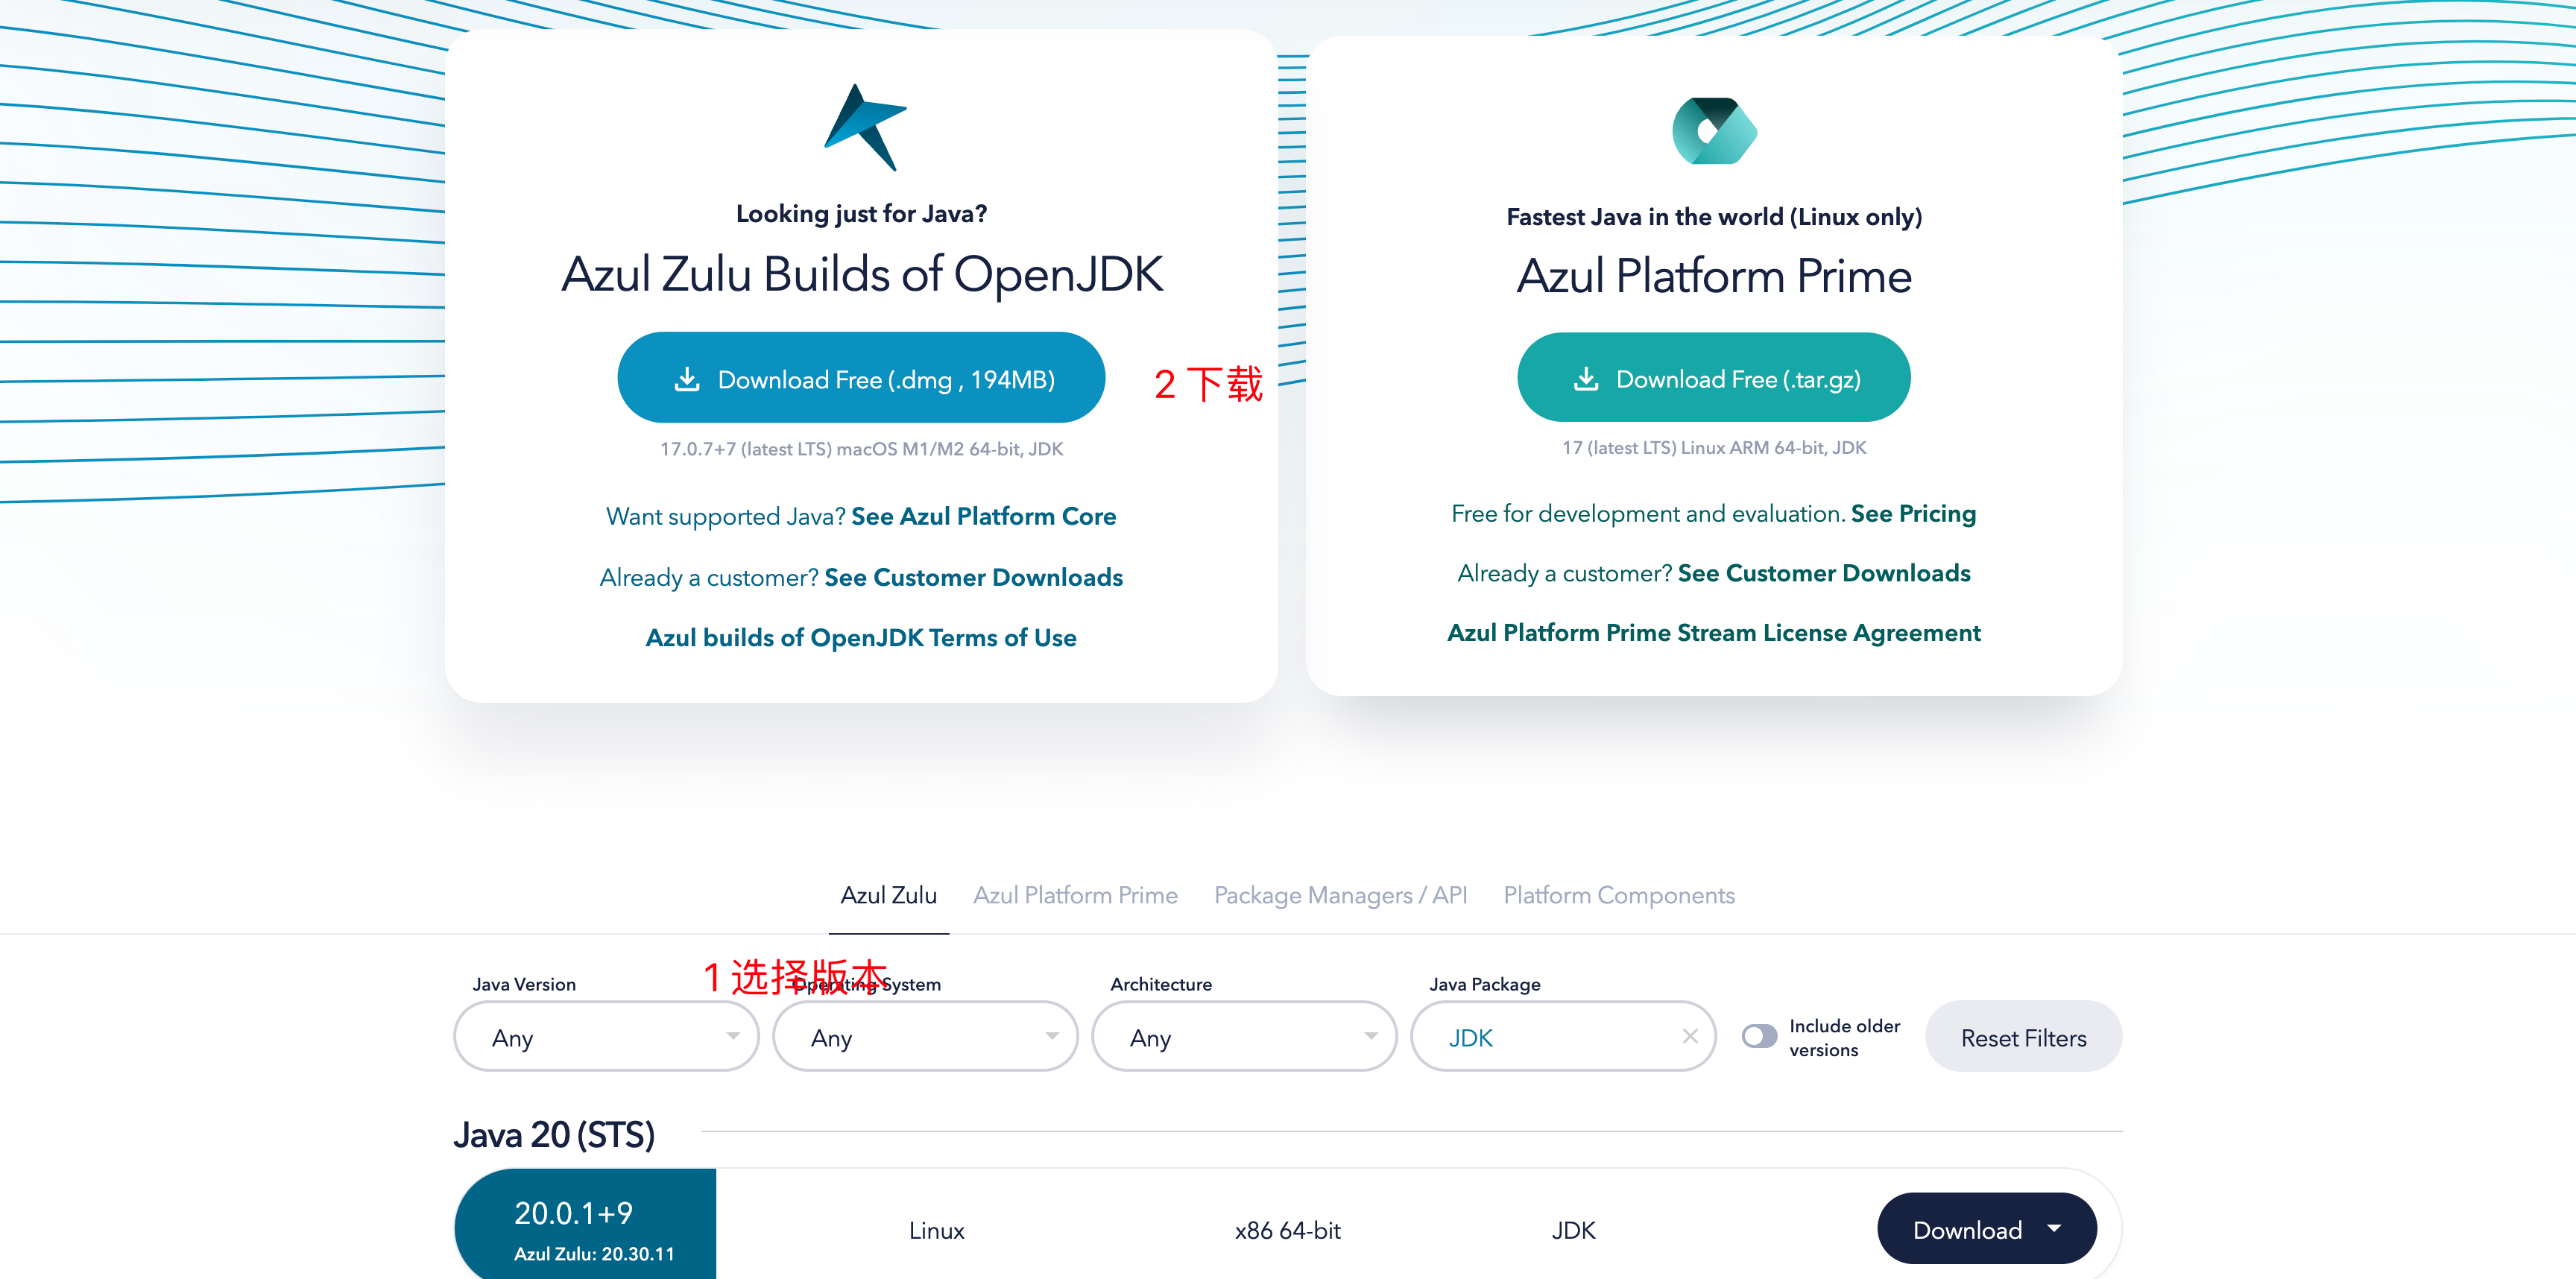 Looking just for Java?
Azul Zulu Builds of OpenJDK
Download Free (.dmg , 194MB)
2 下载
17.0.7+7 (latest LTS) macOS M1/M2 64-bit, JDK
Want supported Java? See Azul Platform Core
Already a customer? See Customer Downloads
Azul builds of OpenJDK Terms of Use
Fastest Java in the world (Linux only)
Azul Platform Prime
Download Free (.tar.gz)
17 (latest LTS) Linux ARM 64-bit, JDK
Free for development and evaluation. See Pricing
Already a customer? See Customer Downloads
Azul Platform Prime Stream License Agreement
Azul Zulu Azul Platform Prime Package Managers / API Platform Components
1 选择版本
Java Version Operating System Architecture Java Package
Any Any Any JDK
Include older
versions
Reset Filters
Java 20 (STS)
20.0.1+9
Azul Zulu: 20.30.11
Linux x86 64-bit JDK Download